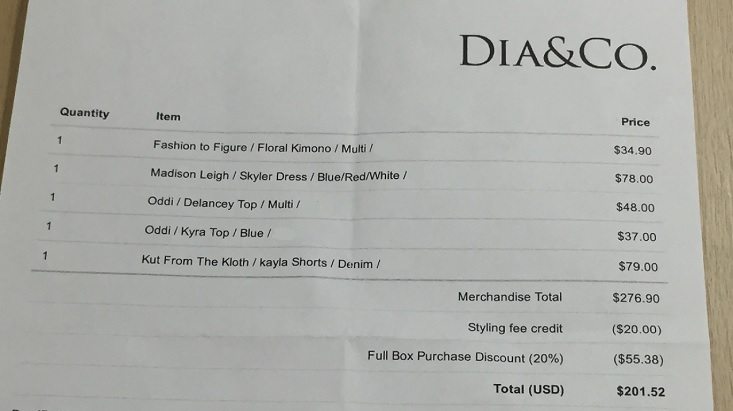 DIA&CO.
Quantity Item Price
1 Fashion to Figure / Floral Kimono / Multi / $34.90
1 Madison Leigh / Skyler Dress / Blue/Red/White / $78.00
1 Oddi / Delancey Top / Multi / $48.00
1 Oddi / Kyra Top / Blue / $37.00
1 Kut From The Kloth / kayla Shorts / Denim / $79.00
Merchandise Total $276.90
Styling fee credit ($20.00)
Full Box Purchase Discount (20%) ($55.38)
Total (USD) $201.52